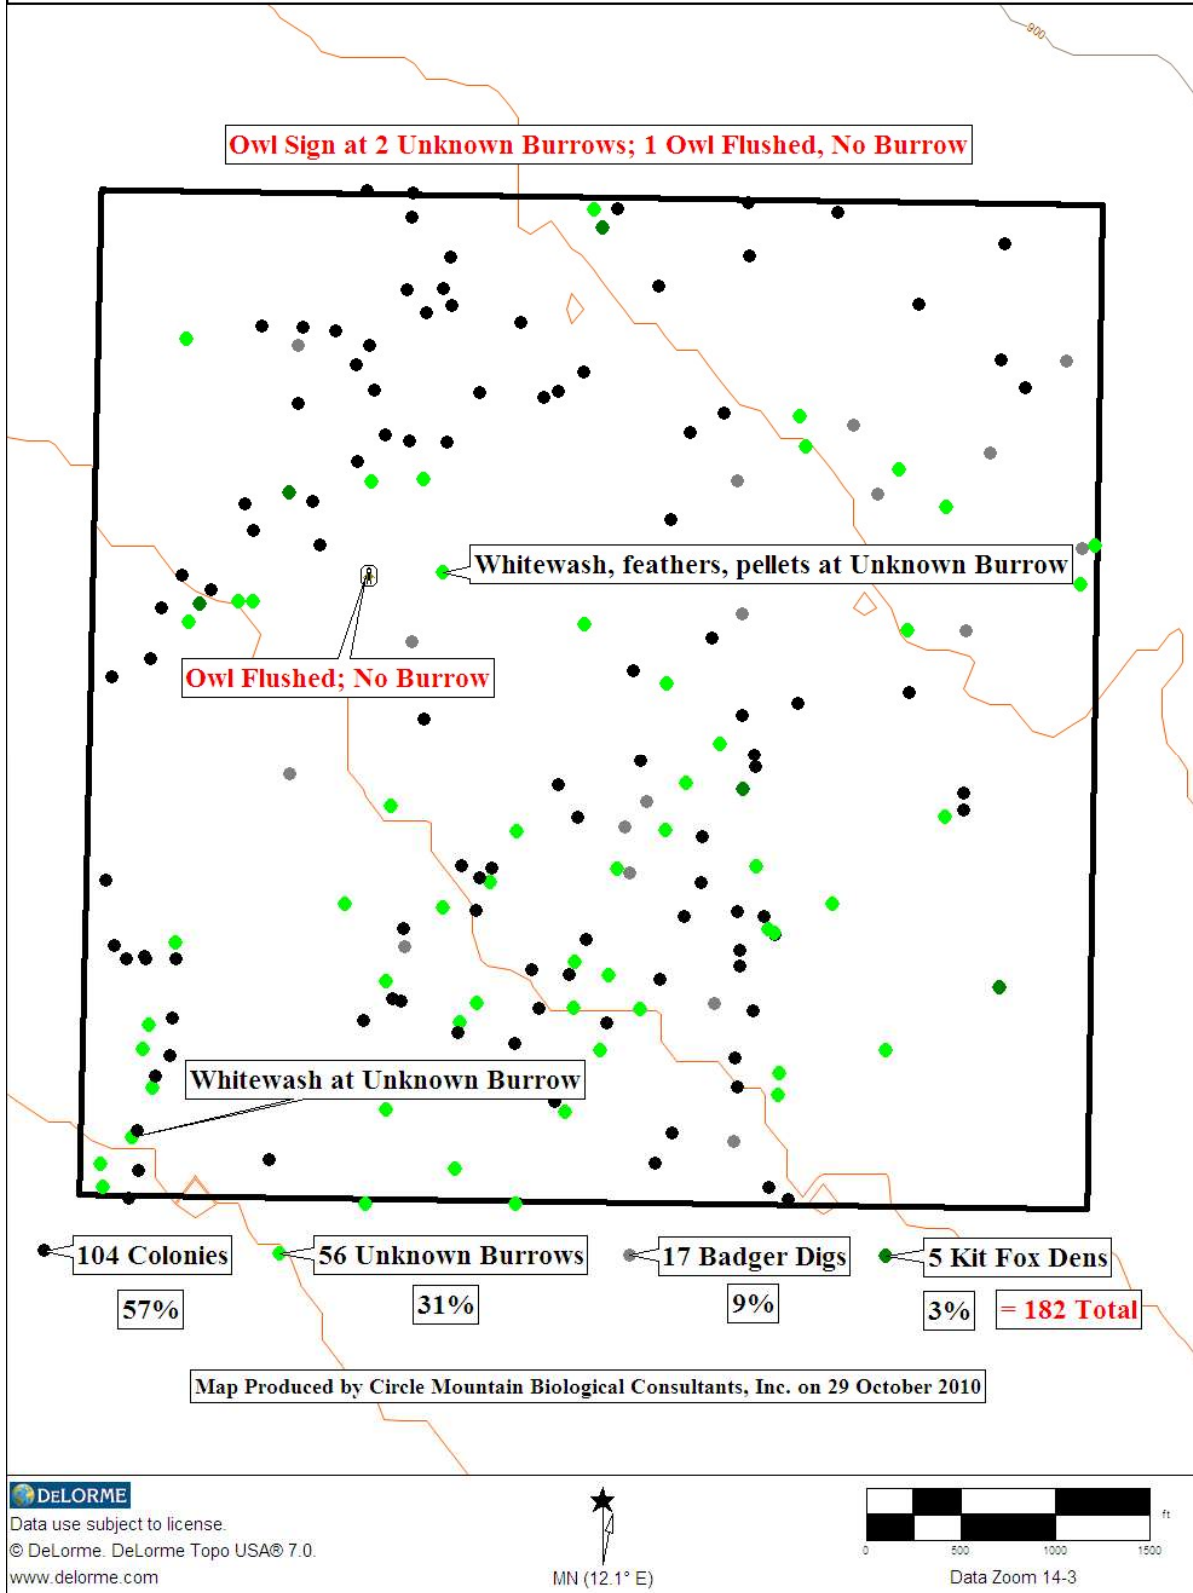 900
Owl Sign at 2 Unknown Burrows; 1 Owl Flushed, No Burrow
Whitewash, feathers, pellets at Unknown Burrow
Owl Flushed; No Burrow
Whitewash at Unknown Burrow
104 Colonies 56 Unknown Burrows 17 Badger Digs 5 Kit Fox Dens
57% 31% 9% 3% = 182 Total
Map Produced by Circle Mountain Biological Consultants, Inc. on 29 October 2010
DELORME
Data use subject to license.
© DeLorme. DeLorme Topo USA® 7.0.
www.delorme.com
MN (12.1° E)
ft
0 500 1000 1500
Data Zoom 14-3